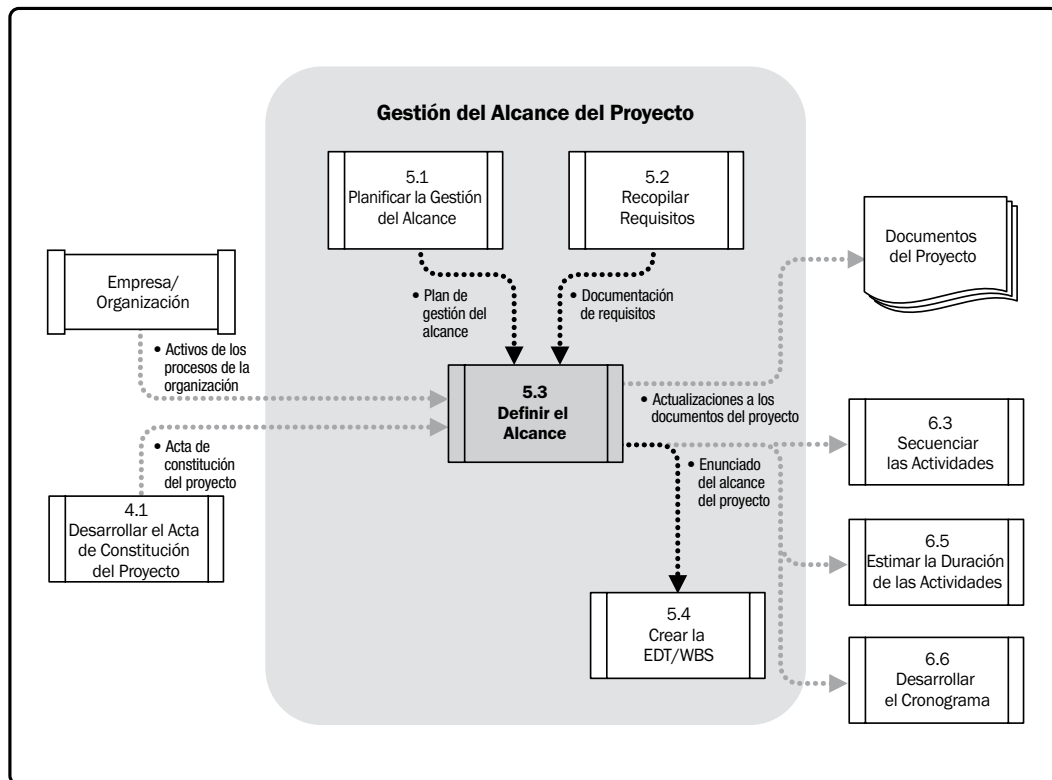 Gestión del Alcance del Proyecto
5.1
Planificar la Gestión
del Alcance
5.2
Recopilar
Requisitos
Documentos
del Proyecto
Empresa/
Organización
• Plan de
gestión del
alcance
• Documentación
de requisitos
• Activos de los
procesos de la
organización
5.3
Definir el
Alcance
• Actualizaciones a los
documentos del proyecto
6.3
Secuenciar
las Actividades
• Acta de
constitución
del proyecto
• Enunciado
del alcance
del proyecto
4.1
Desarrollar el Acta
de Constitución
del Proyecto
6.5
Estimar la Duración
de las Actividades
5.4
Crear la
EDT/WBS
6.6
Desarrollar
el Cronograma